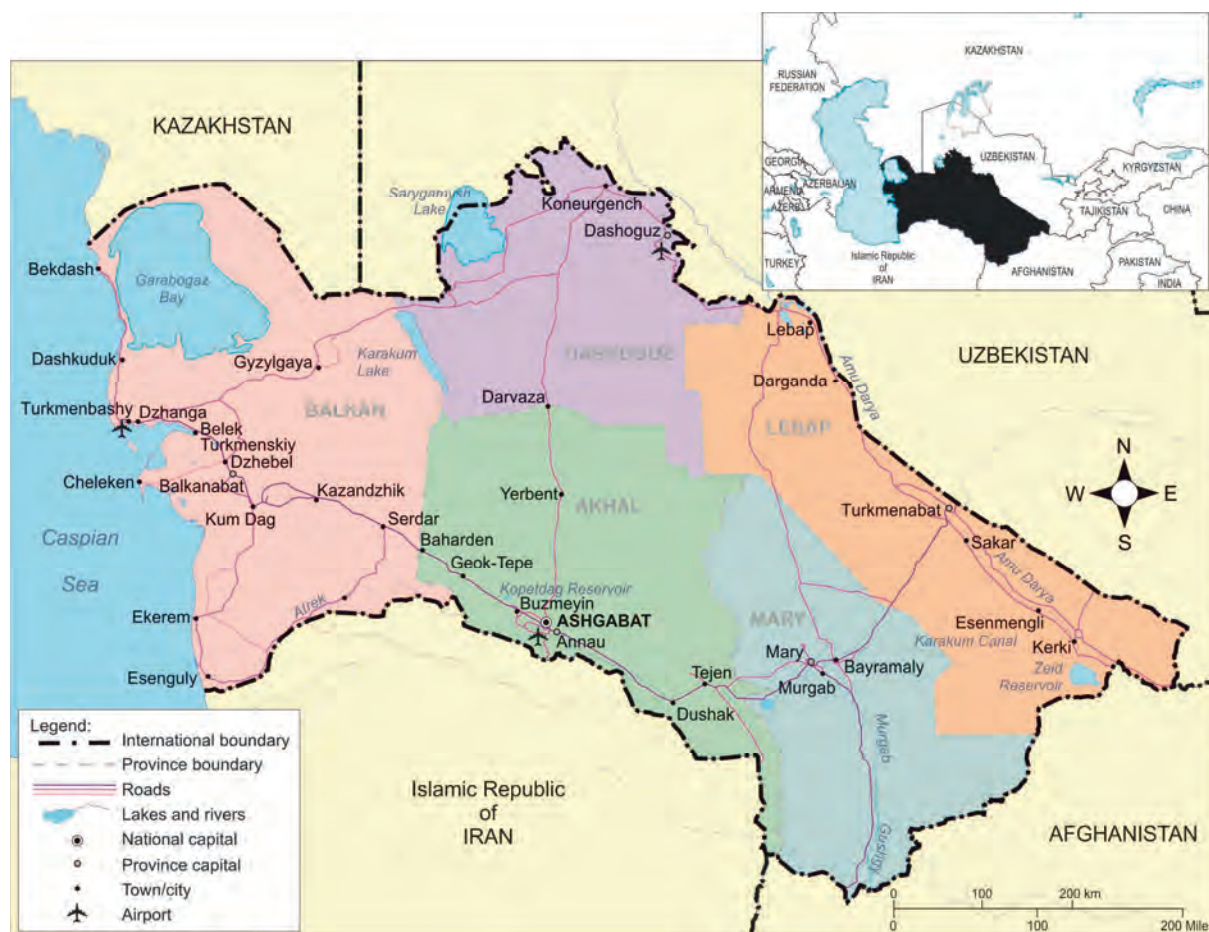 KAZAKHSTAN
Sarygamysh
Lake
Koneurgench
Dashoguz
Bekdash
Garabogaz
Bay
Dashkuduk
Gyzylgaya
Karakum
Lake
DASHOGUZ
Lebap
UZBEKISTAN
Darganda
Amu Darya
Turkmenbashy
Dzhanga
BALKAN
Darvaza
LEBAP
Belek
Turkmenskiy
Dzhebel
Cheleken
Balkanabat
Kazandzhik
Yerbent
AKHAL
Kum Dag
Serdar
Turkmenabat
Caspian
Sea
Baharden
Sakar
Geok-Tepe
Amu Darya
Kopetdag Reservoir
Atrek
Buzmeyin
ASHGABAT
Annau
Ekerem
MARY
Esenmengli
Karakum Canal
Kerki
Mary
Bayramaly
Zeid
Reservoir
Esenguly
Tejen
Murgab
Dushak
Murgab
Gushgy
Islamic Republic
of
IRAN
AFGHANISTAN
N
W
E
S
0 100 200 km
0 100 200 Mile
Legend:
International boundary
Province boundary
Roads
Lakes and rivers
National capital
Province capital
Town/city
Airport
KAZAKHSTAN
RUSSIAN
FEDERATION
GEORGIA
ARMENIA
AZERBAIJAN
AZERB.
UZBEKISTAN
KYRGYZSTAN
TAJIKISTAN
CHINA
TURKEY
Islamic Republic
of
IRAN
AFGHANISTAN
PAKISTAN
INDIA